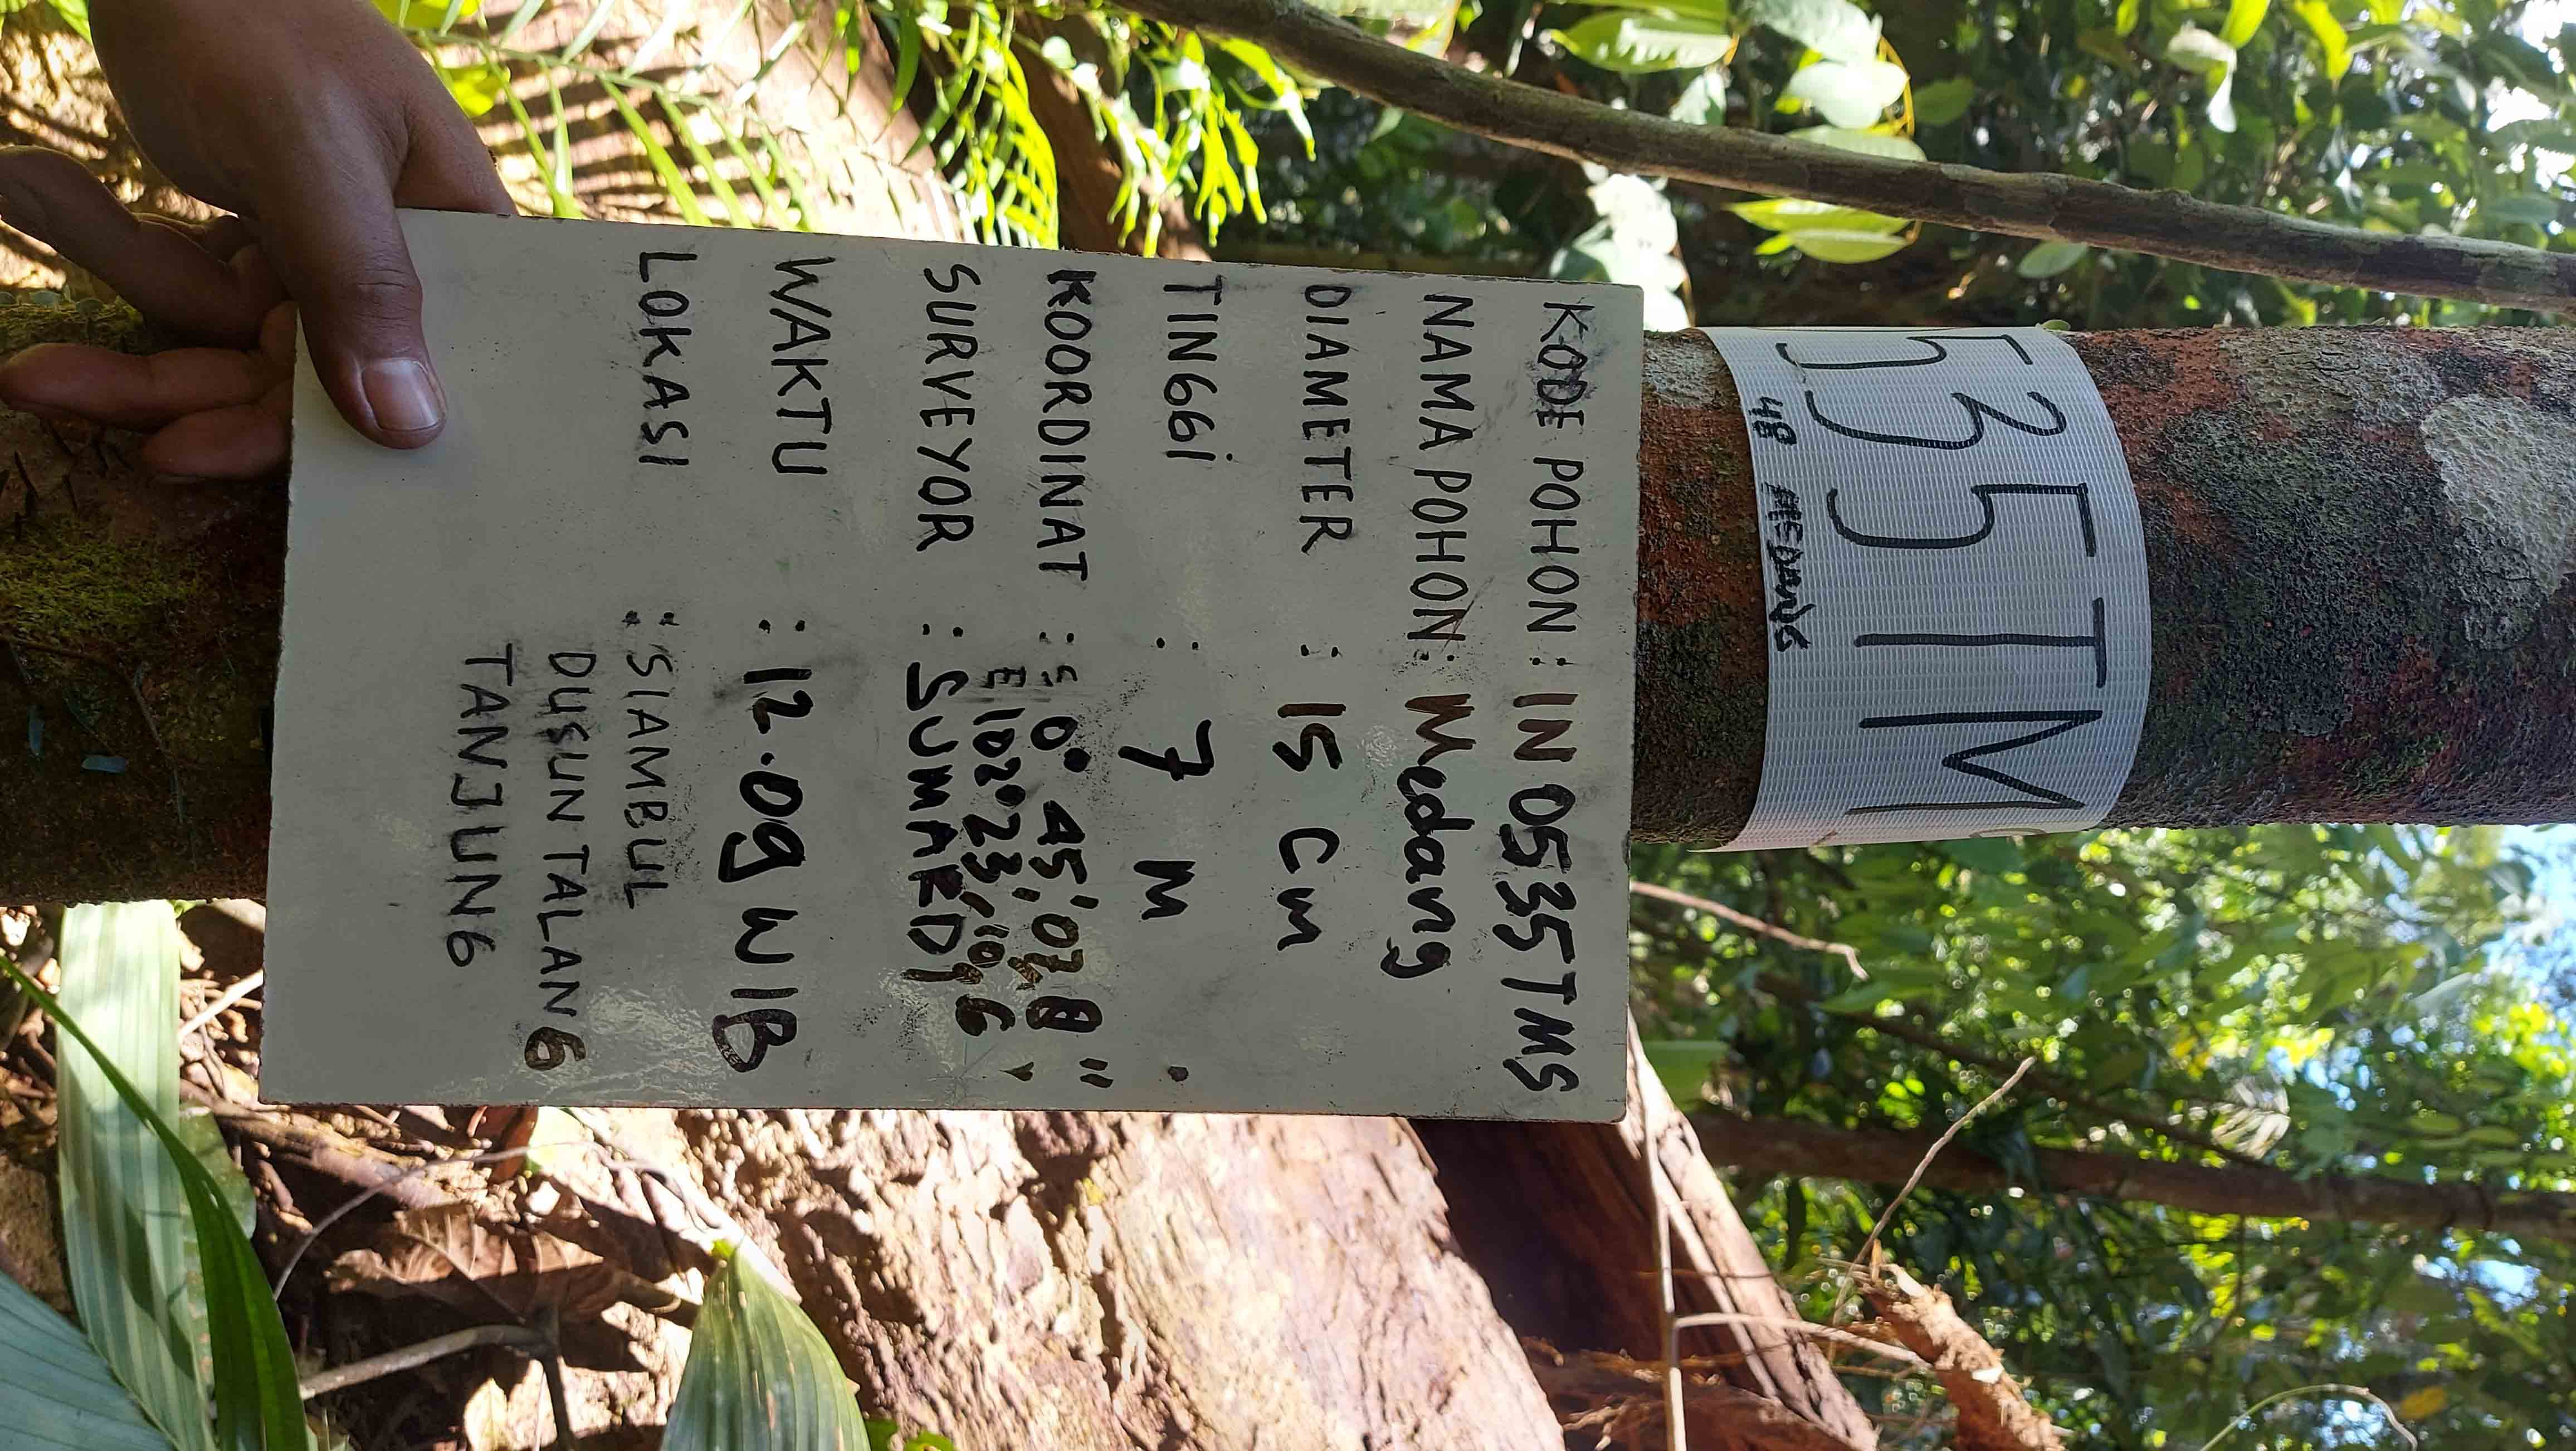 535TM
48 MEDANG
KODE POHON : IN 0535TMS
NAMA POHON : Medang
DIAMETER : 15 Cm
TINGGi : 7 M
KOORDINAT : S 0° 45' 07,8"
E 102° 23' 10,6"
SURVEYOR : SUMAEDI
WAKTU : 12.09 WIB
LOKASI : SIAMBUL
DUSUN TALANG
TANJUNG